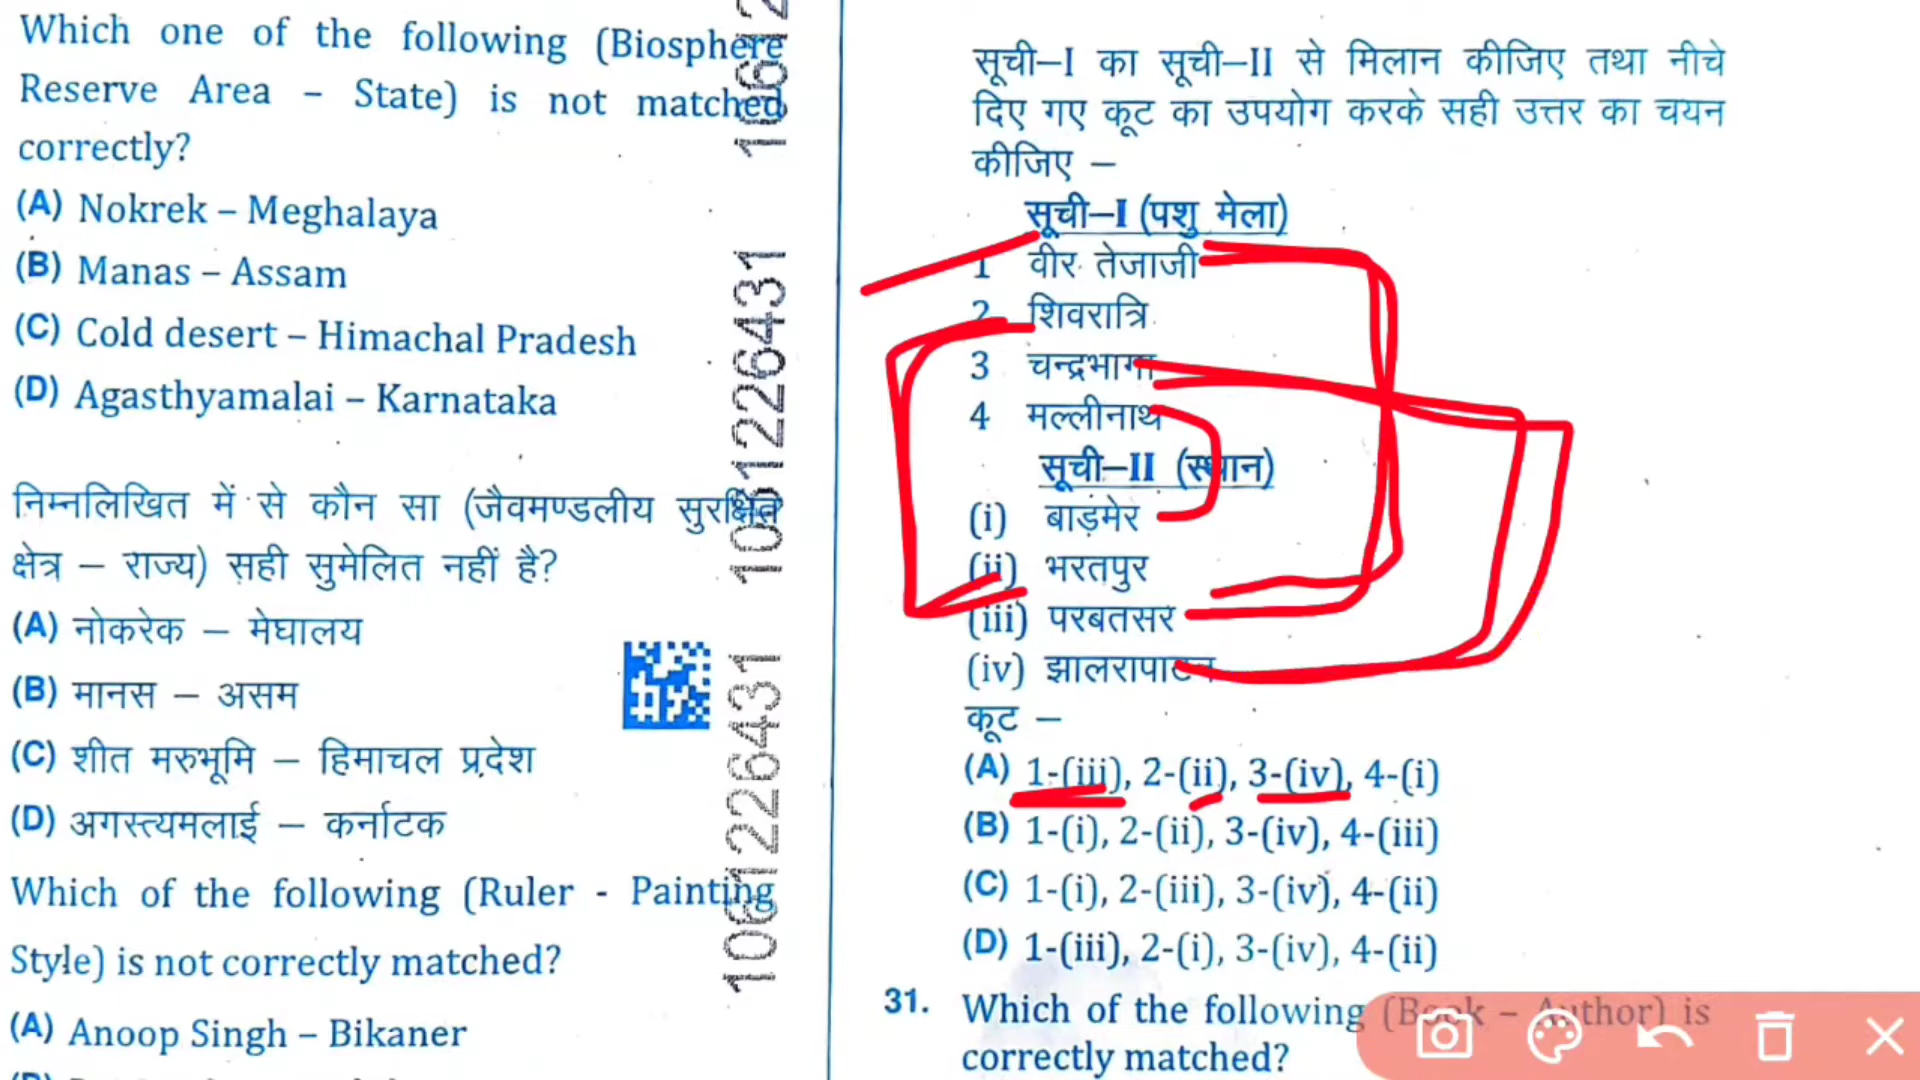 Which one of the following (Biosphere
Reserve Area – State) is not matched
correctly?
(A) Nokrek – Meghalaya
(B) Manas – Assam
(C) Cold desert – Himachal Pradesh
(D) Agasthyamalai – Karnataka
निम्नलिखित में से कौन सा (जैवमण्डलीय सुरक्षित
क्षेत्र – राज्य) सही सुमेलित नहीं है?
(A) नोकरेक – मेघालय
(B) मानस – असम
(C) शीत मरुभूमि – हिमाचल प्रदेश
(D) अगस्त्यमलाई – कर्नाटक
Which of the following (Ruler - Painting
Style) is not correctly matched?
(A) Anoop Singh – Bikaner
1061226431
1061226431
सूची–I का सूची–II से मिलान कीजिए तथा नीचे
दिए गए कूट का उपयोग करके सही उत्तर का चयन
कीजिए –
सूची–I (पशु मेला)
1 वीर तेजाजी
2 शिवरात्रि
3 चन्द्रभागा
4 मल्लीनाथ
सूची–II (स्थान)
(i) बाड़मेर
(ii) भरतपुर
(iii) परबतसर
(iv) झालरापाटन
कूट –
(A) 1-(iii), 2-(ii), 3-(iv), 4-(i)
(B) 1-(i), 2-(ii), 3-(iv), 4-(iii)
(C) 1-(i), 2-(iii), 3-(iv), 4-(ii)
(D) 1-(iii), 2-(i), 3-(iv), 4-(ii)
31. Which of the following (Book – Author) is
correctly matched?